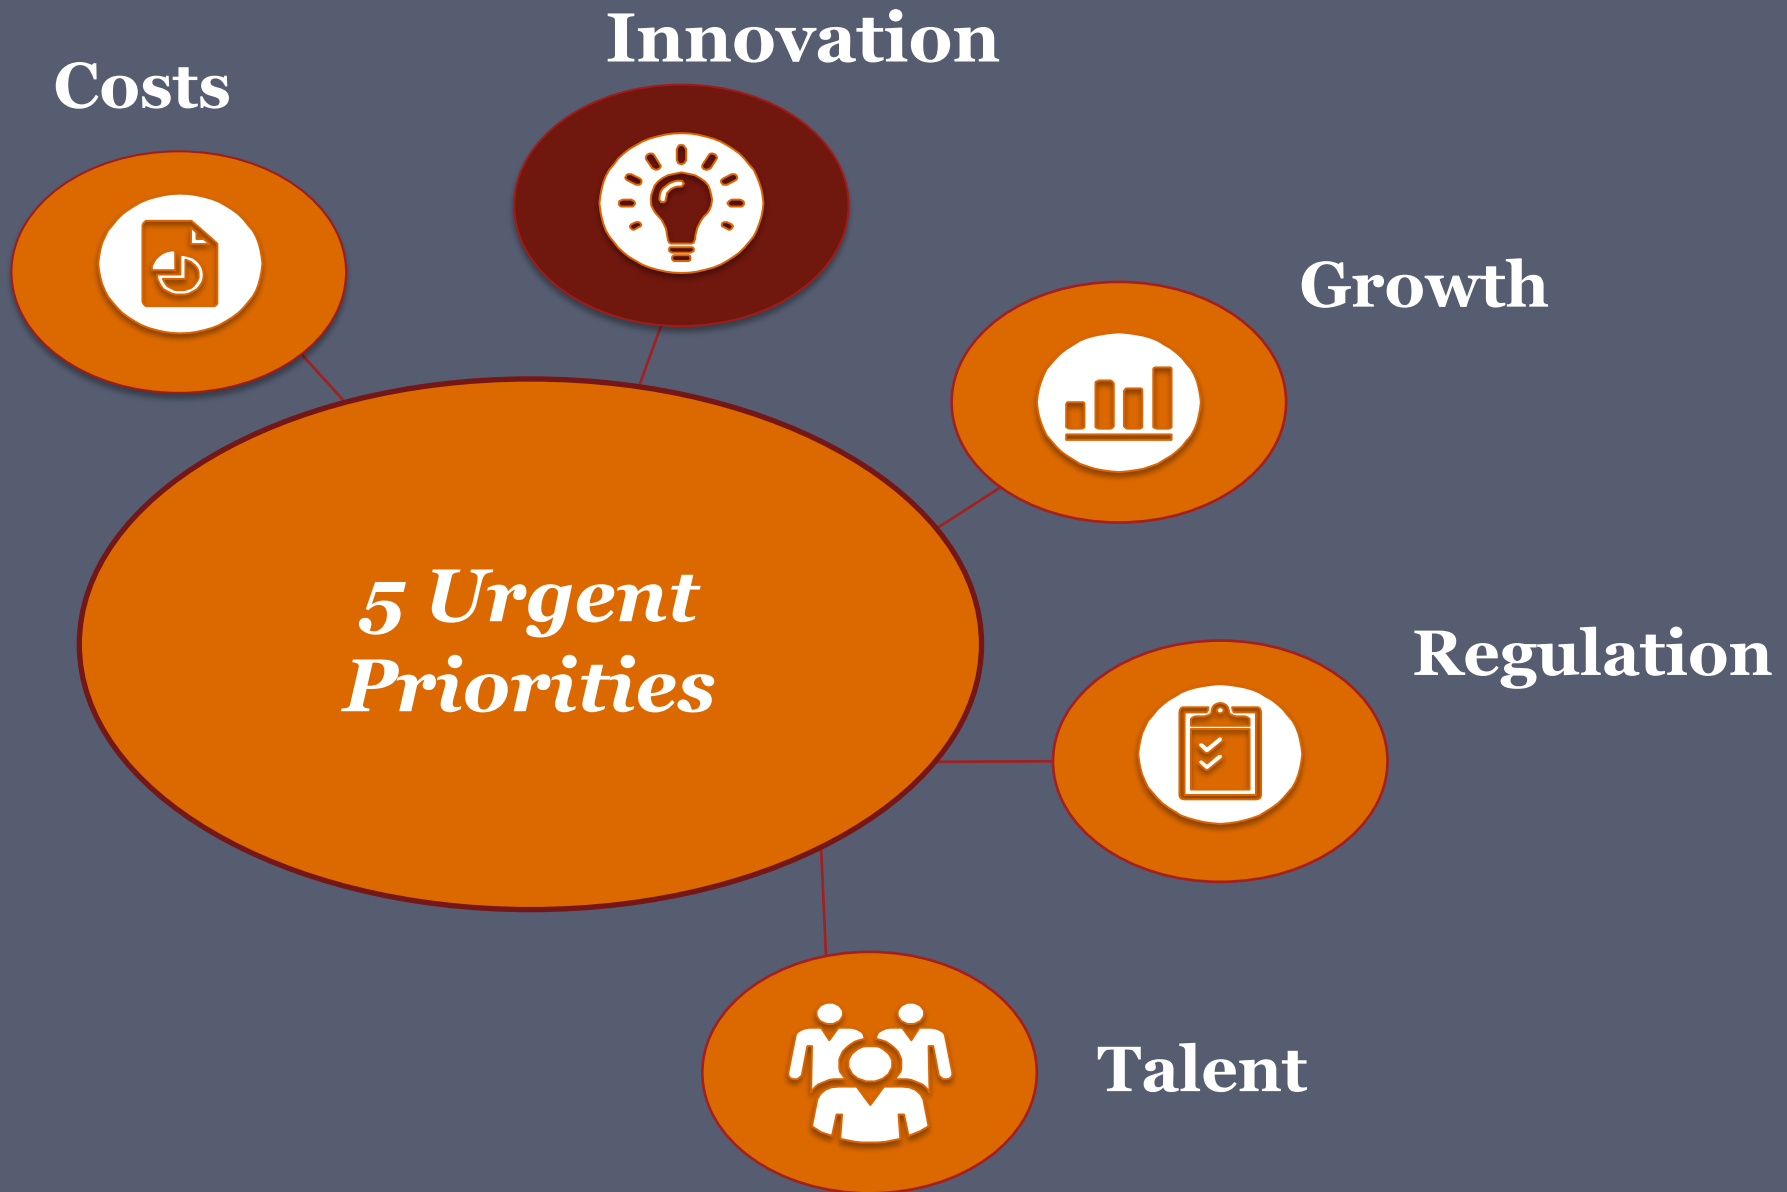 Innovation
Costs
Growth
5 Urgent
Priorities
Regulation
Talent